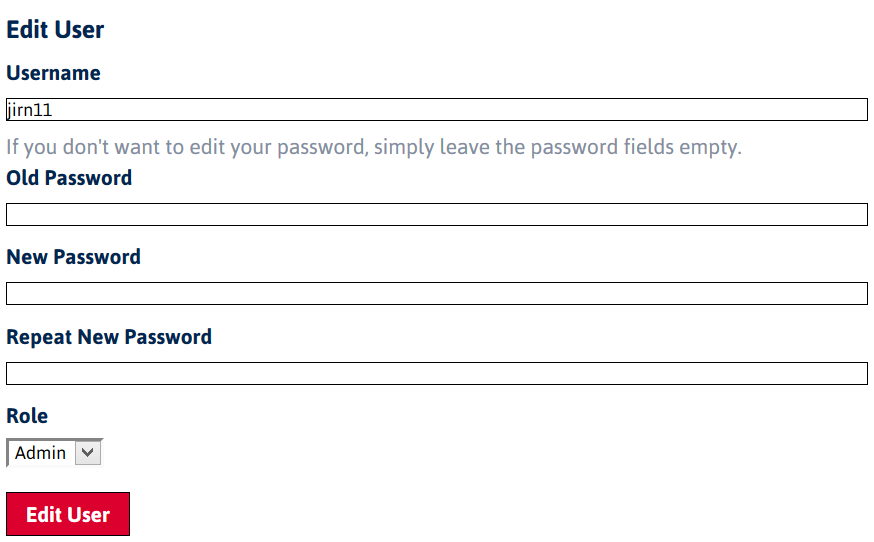 Edit User
Username
jirn11
If you don't want to edit your password, simply leave the password fields empty.
Old Password
New Password
Repeat New Password
Role
Admin
Edit User